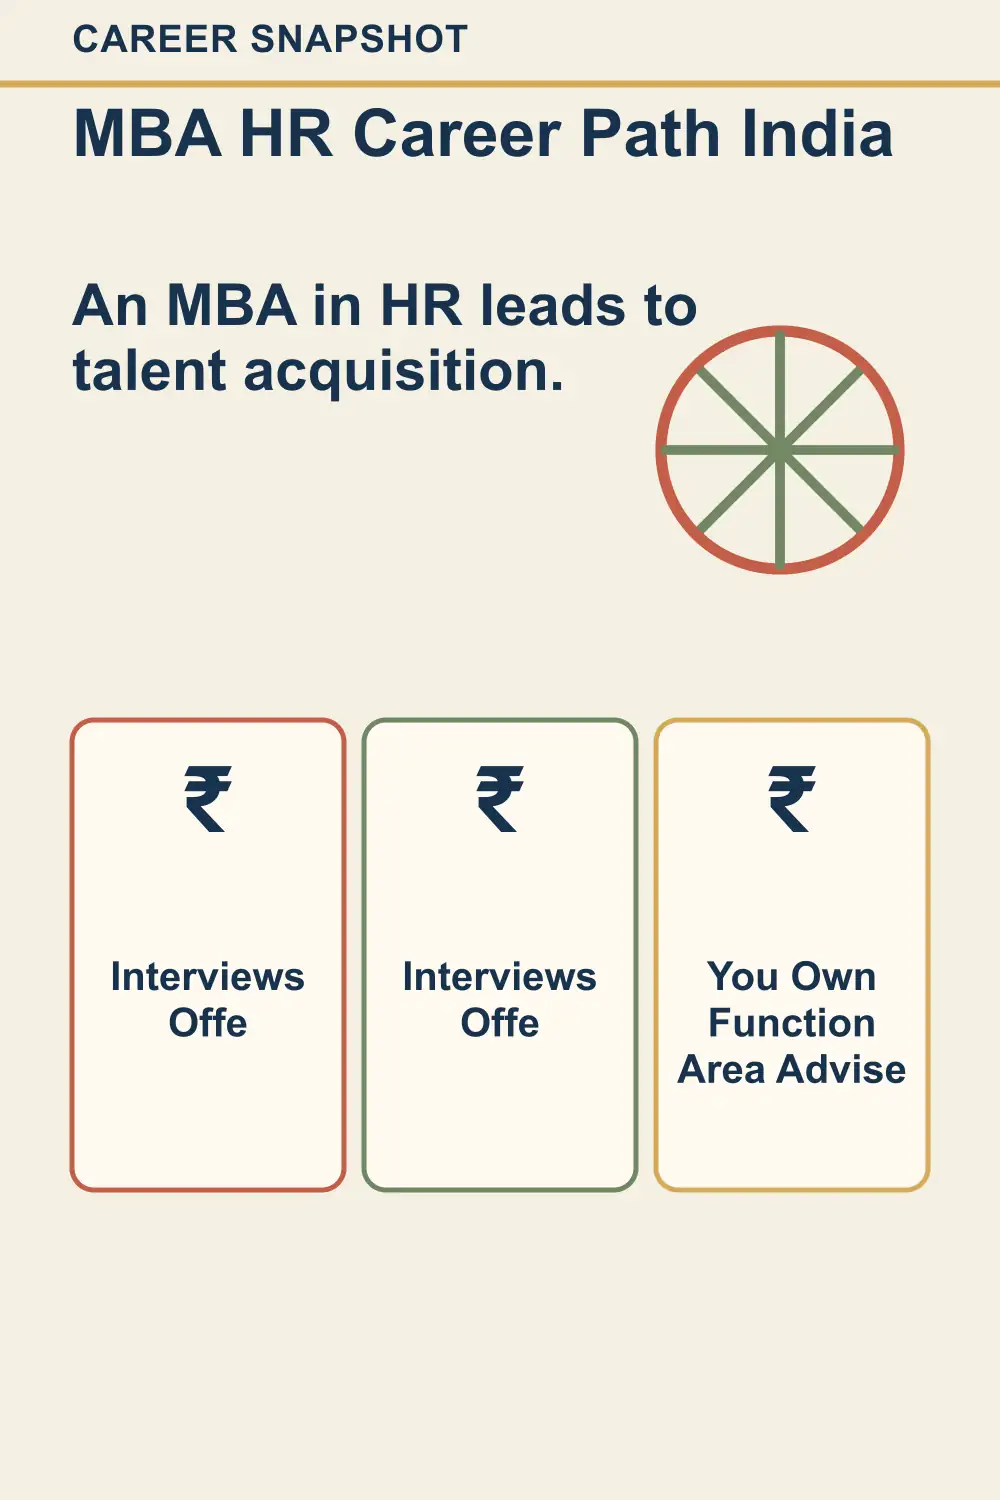 CAREER SNAPSHOT
MBA HR Career Path India
An MBA in HR leads to
talent acquisition.
₹
Interviews
Offe
₹
Interviews
Offe
₹
You Own
Function
Area Advise